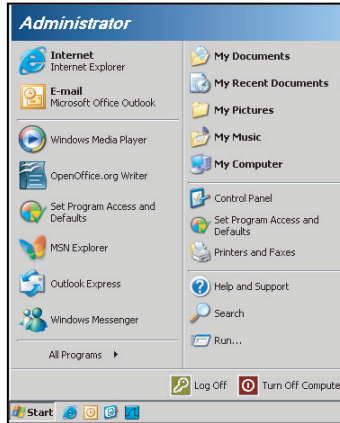 Administrator
Internet
Internet Explorer
E-mail
Microsoft Office Outlook
Windows Media Player
OpenOffice.org Writer
Set Program Access and
Defaults
MSN Explorer
Outlook Express
Windows Messenger
All Programs
My Documents
My Recent Documents
My Pictures
My Music
My Computer
Control Panel
Set Program Access and
Defaults
Printers and Faxes
Help and Support
Search
Run...
Log Off
Turn Off Compute
Start